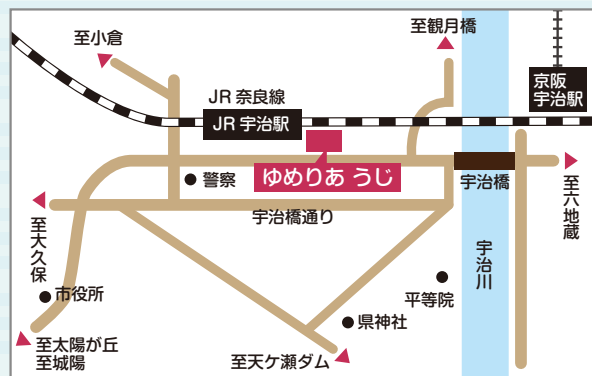 至小倉
至観月橋
JR 奈良線
JR 宇治駅
京阪
宇治駅
警察
ゆめりあ うじ
宇治橋
至六地蔵
宇治橋通り
至大久保
宇治川
市役所
平等院
県神社
至太陽が丘
至城陽
至天ケ瀬ダム